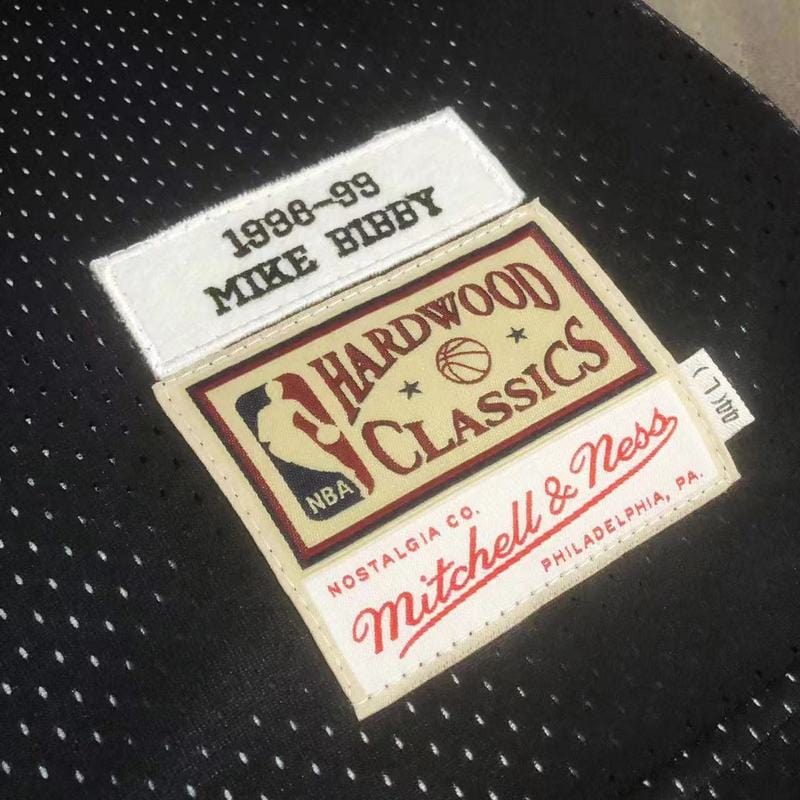 1998-99
MIKE BIBBY
HARDWOOD
CLASSICS
NBA
NOSTALGIA CO.
Mitchell & Ness
PHILADELPHIA, PA.